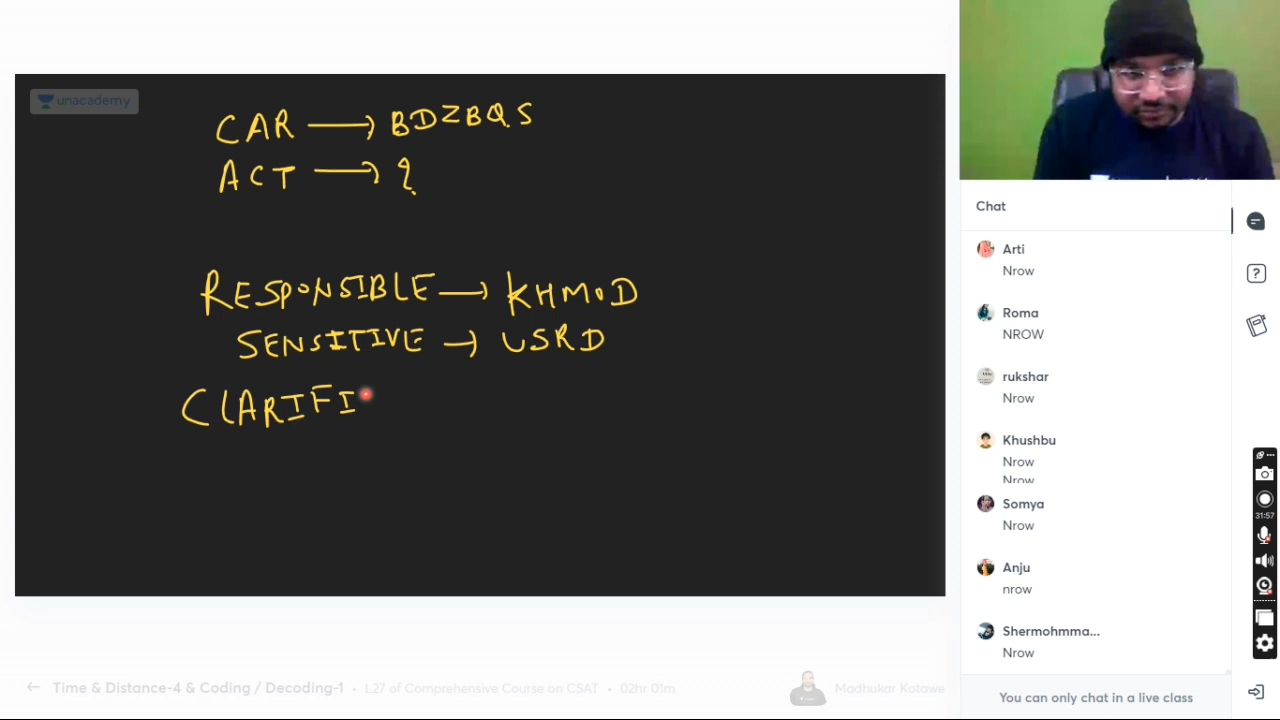 unacademy
CAR → BDZBQS
ACT → ?
RESPONSIBLE → KHMOD
SENSITIVE → USRD
CLARIFI
Chat
Arti
Nrow
Roma
NROW
rukshar
Nrow
Khushbu
Nrow
Nrow
Somya
Nrow
Anju
nrow
Shermohmma...
Nrow
31:57
← Time & Distance-4 & Coding / Decoding-1 • L27 of Comprehensive Course on CSAT • 02hr 01m
Madhukar Kotawe
You can only chat in a live class